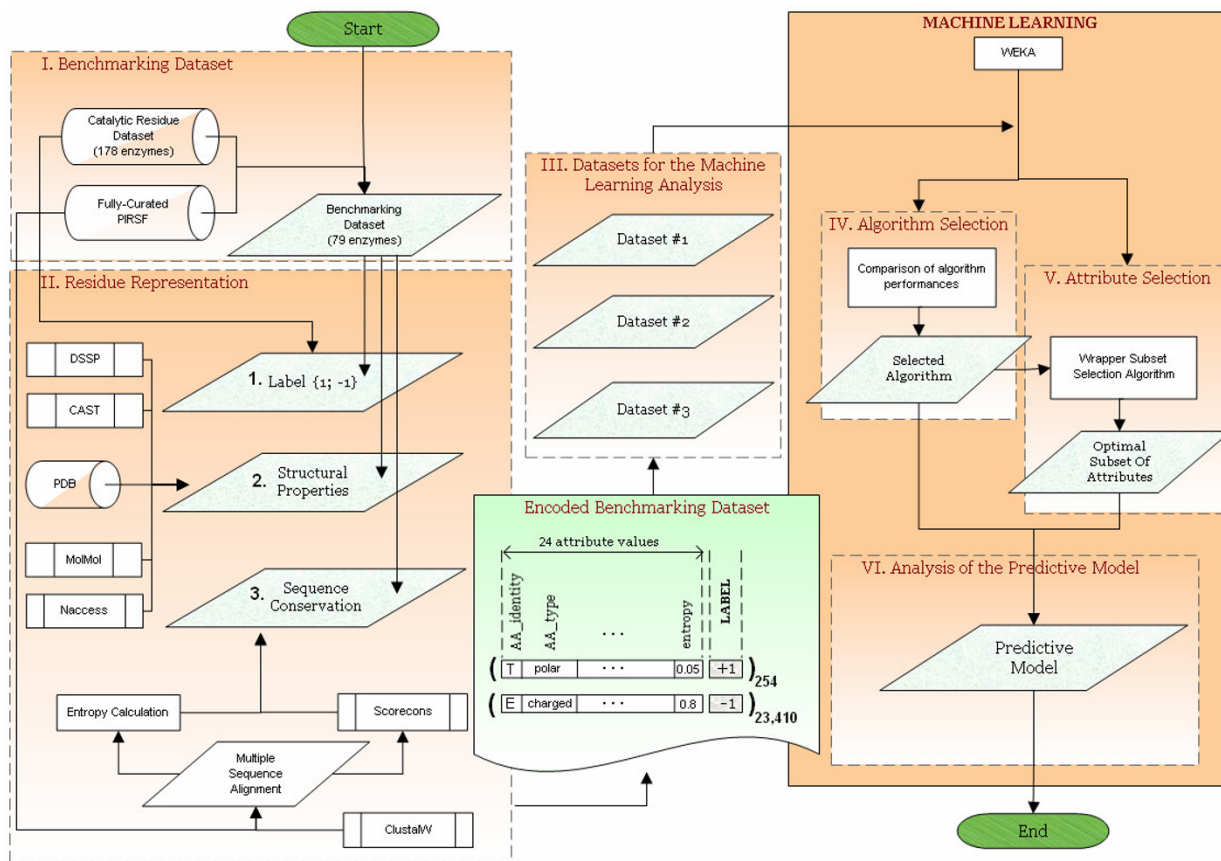 Start
I. Benchmarking Dataset
Catalytic Residue
Dataset
(178 enzymes)
Fully-Curated
PIRSF
Benchmarking
Dataset
(79 enzymes)
II. Residue Representation
DSSP
CAST
PDB
MolMol
Naccess
1. Label {1; -1}
2. Structural
Properties
3. Sequence
Conservation
Entropy Calculation
Scorecons
Multiple
Sequence
Alignment
ClustalW
III. Datasets for the Machine
Learning Analysis
Dataset #1
Dataset #2
Dataset #3
Encoded Benchmarking Dataset
24 attribute values
AA_identity
AA_type
...
entropy
LABEL
( T polar ... 0.05 +1 ) 254
( E charged ... 0.8 -1 ) 23,410
MACHINE LEARNING
WEKA
IV. Algorithm Selection
Comparison of algorithm
performances
Selected
Algorithm
V. Attribute Selection
Wrapper Subset
Selection Algorithm
Optimal
Subset Of
Attributes
VI. Analysis of the Predictive Model
Predictive
Model
End